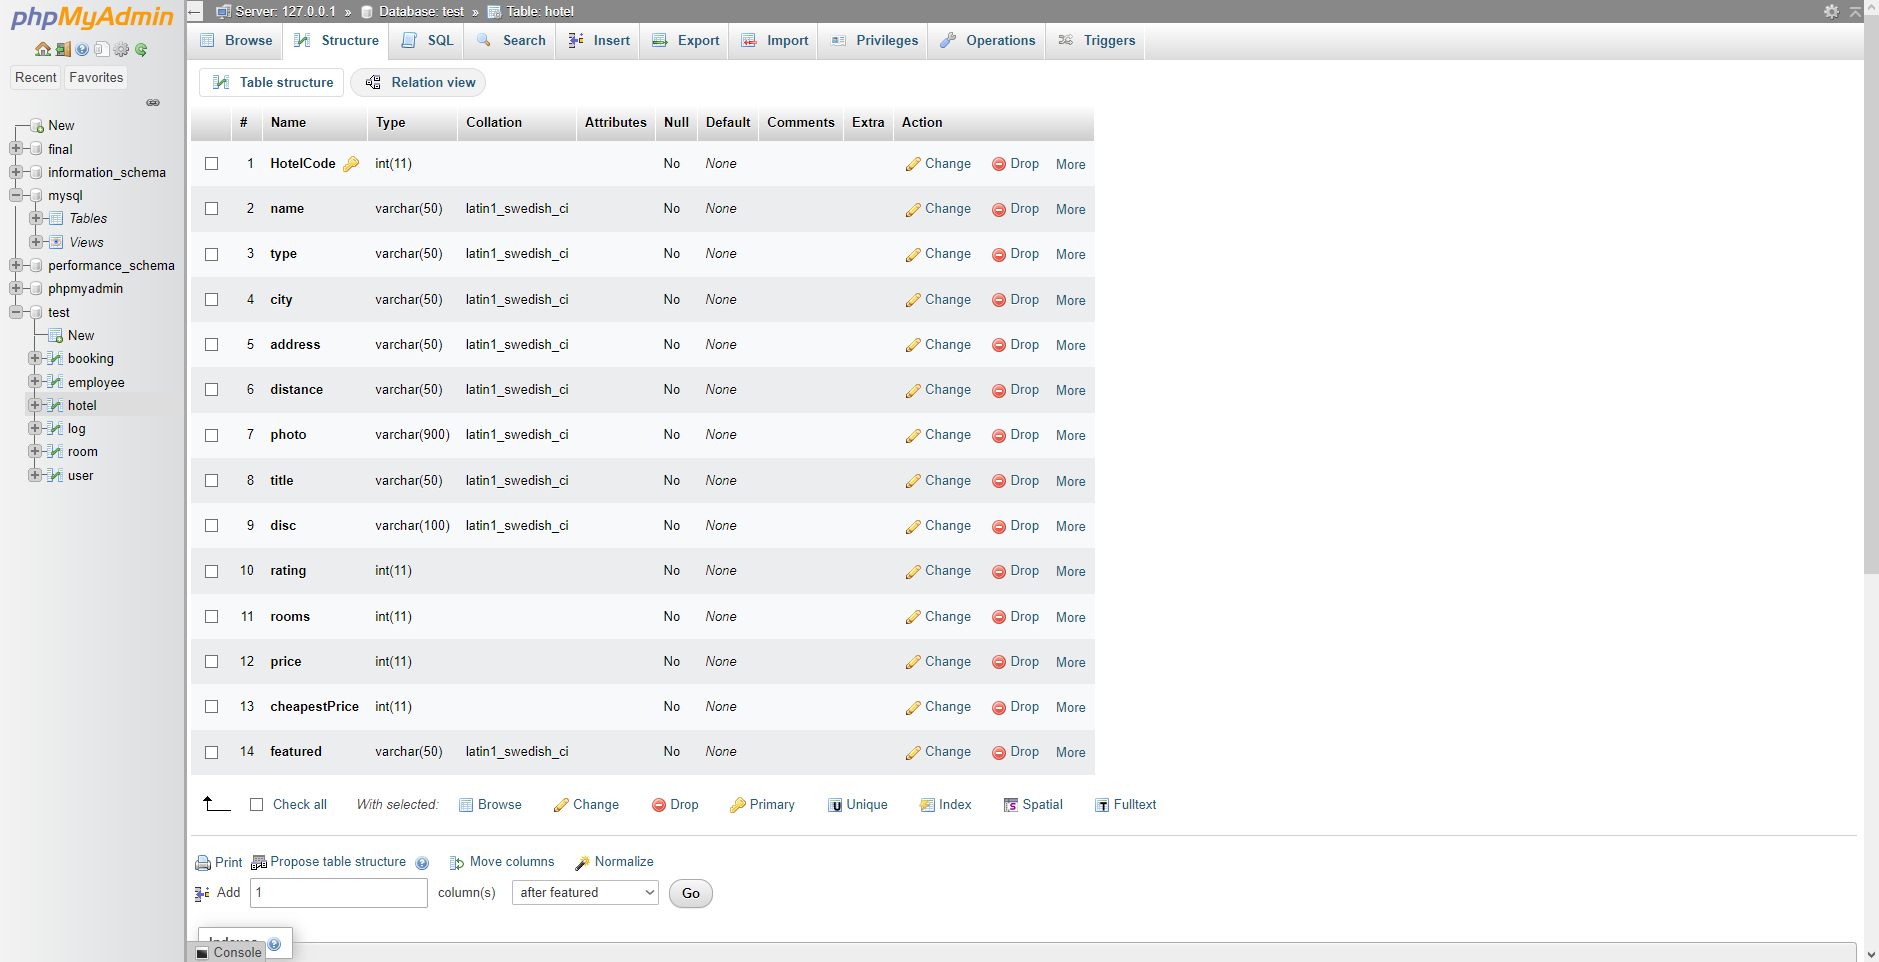 phpMyAdmin
Recent Favorites
New
final
information_schema
mysql
Tables
Views
performance_schema
phpmyadmin
test
New
booking
employee
hotel
log
room
user
Server: 127.0.0.1 » Database: test » Table: hotel
Browse Structure SQL Search Insert Export Import Privileges Operations Triggers
Table structure Relation view
# Name Type Collation Attributes Null Default Comments Extra Action
1 HotelCode int(11) No None Change Drop More
2 name varchar(50) latin1_swedish_ci No None Change Drop More
3 type varchar(50) latin1_swedish_ci No None Change Drop More
4 city varchar(50) latin1_swedish_ci No None Change Drop More
5 address varchar(50) latin1_swedish_ci No None Change Drop More
6 distance varchar(50) latin1_swedish_ci No None Change Drop More
7 photo varchar(900) latin1_swedish_ci No None Change Drop More
8 title varchar(50) latin1_swedish_ci No None Change Drop More
9 disc varchar(100) latin1_swedish_ci No None Change Drop More
10 rating int(11) No None Change Drop More
11 rooms int(11) No None Change Drop More
12 price int(11) No None Change Drop More
13 cheapestPrice int(11) No None Change Drop More
14 featured varchar(50) latin1_swedish_ci No None Change Drop More
Check all With selected: Browse Change Drop Primary Unique Index Spatial Fulltext
Print Propose table structure Move columns Normalize
Add 1 column(s) after featured Go
Indexes
Console